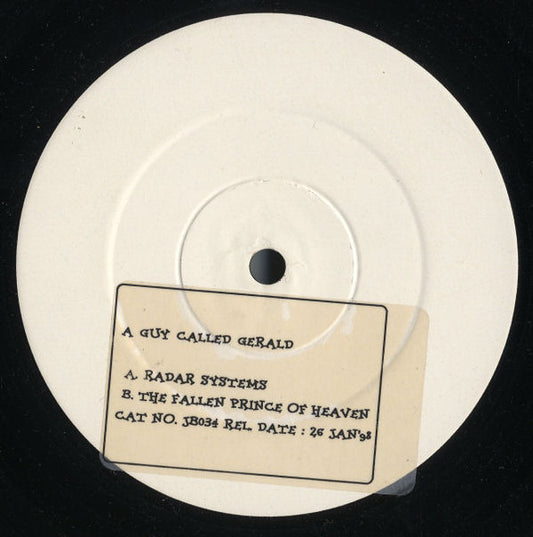 A GUY CALLED GERALD
A. RADAR SYSTEMS
B. THE FALLEN PRINCE OF HEAVEN
CAT NO. JB034 REL. DATE : 26 JAN'98